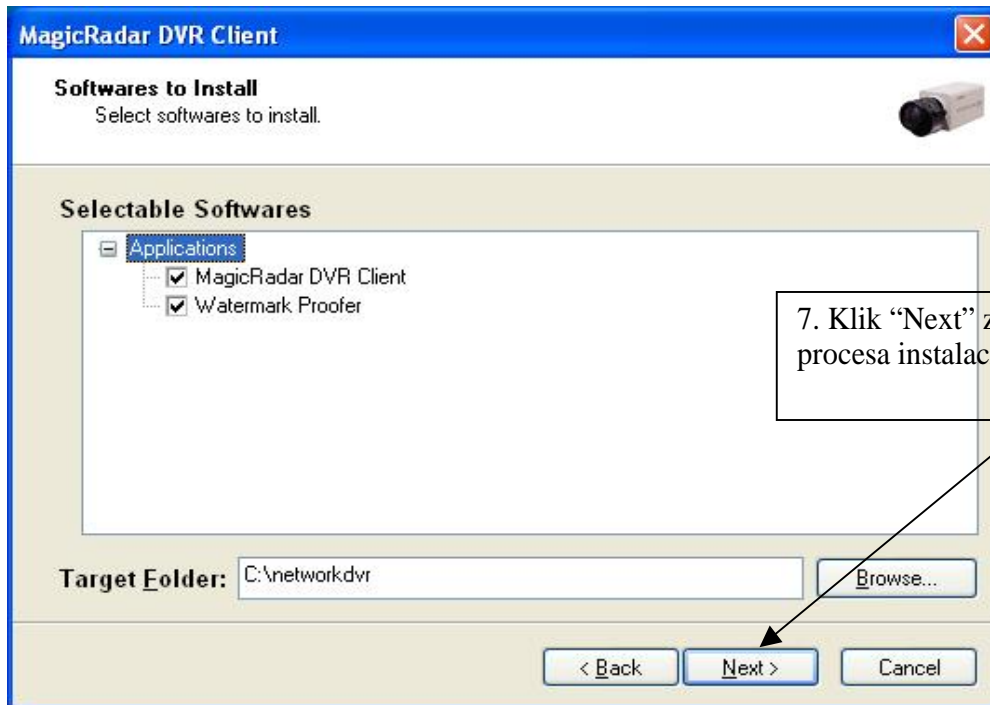 MagicRadar DVR Client
Softwares to Install
Select softwares to install.
Selectable Softwares
Applications
MagicRadar DVR Client
Watermark Proofer
7. Klik “Next” z
procesa instalac
Target Folder: C:\networkdvr Browse...
< Back Next > Cancel